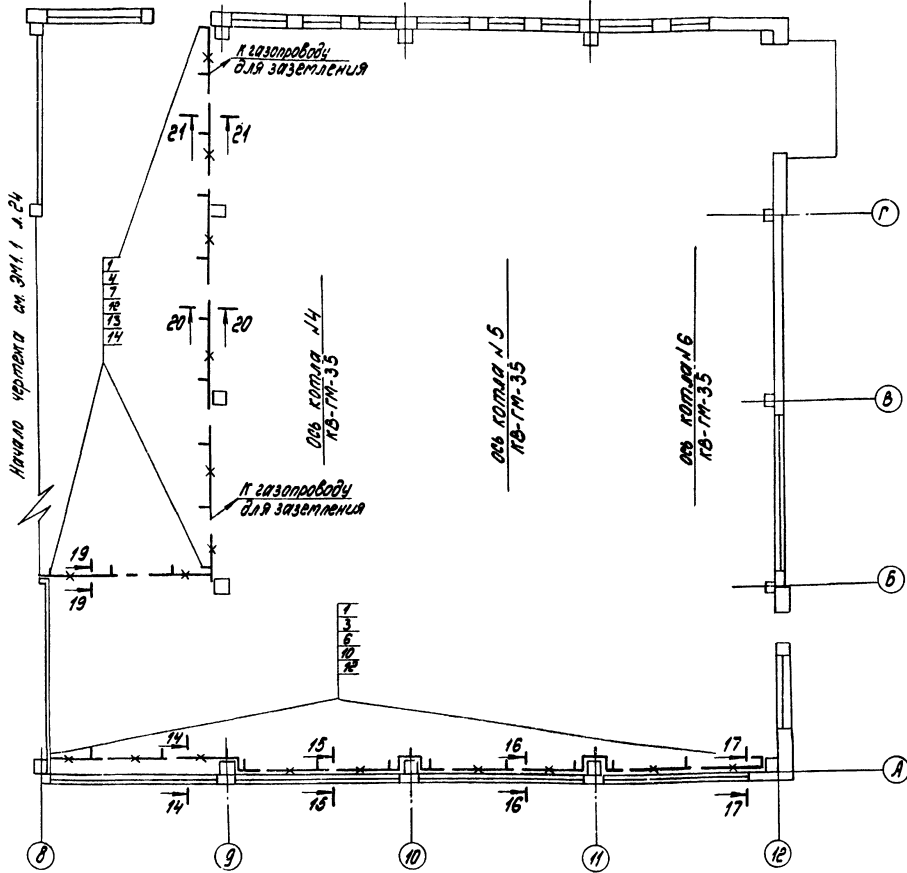 К газопроводу
для заземления
21 21
Г
Начало чертежа см. ЭМ1.1 л.24
1
4
7
12
13
14
20 20
Ось котла №4
КВ-ГМ-35
Ось котла №5
КВ-ГМ-35
Ось котла №6
КВ-ГМ-35
В
К газопроводу
для заземления
19
19
Б
1
3
6
10
12
14 15 16 17
А
14 15 16 17
8 9 10 11 12